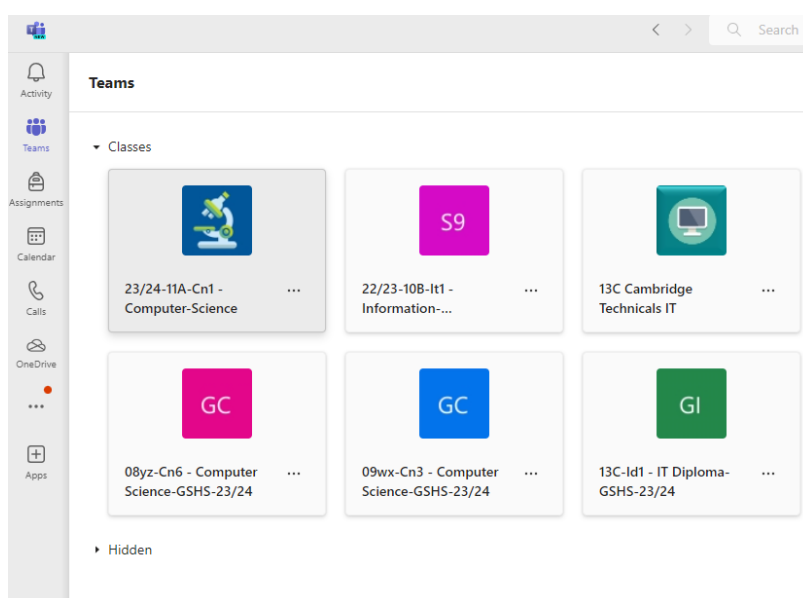 NEW
Search
Activity
Teams
Assignments
Calendar
Calls
OneDrive
Apps
Teams
Classes
23/24-11A-Cn1 -
Computer-Science
S9
22/23-10B-It1 -
Information-...
13C Cambridge
Technicals IT
GC
08yz-Cn6 - Computer
Science-GSHS-23/24
GC
09wx-Cn3 - Computer
Science-GSHS-23/24
GI
13C-Id1 - IT Diploma-
GSHS-23/24
Hidden